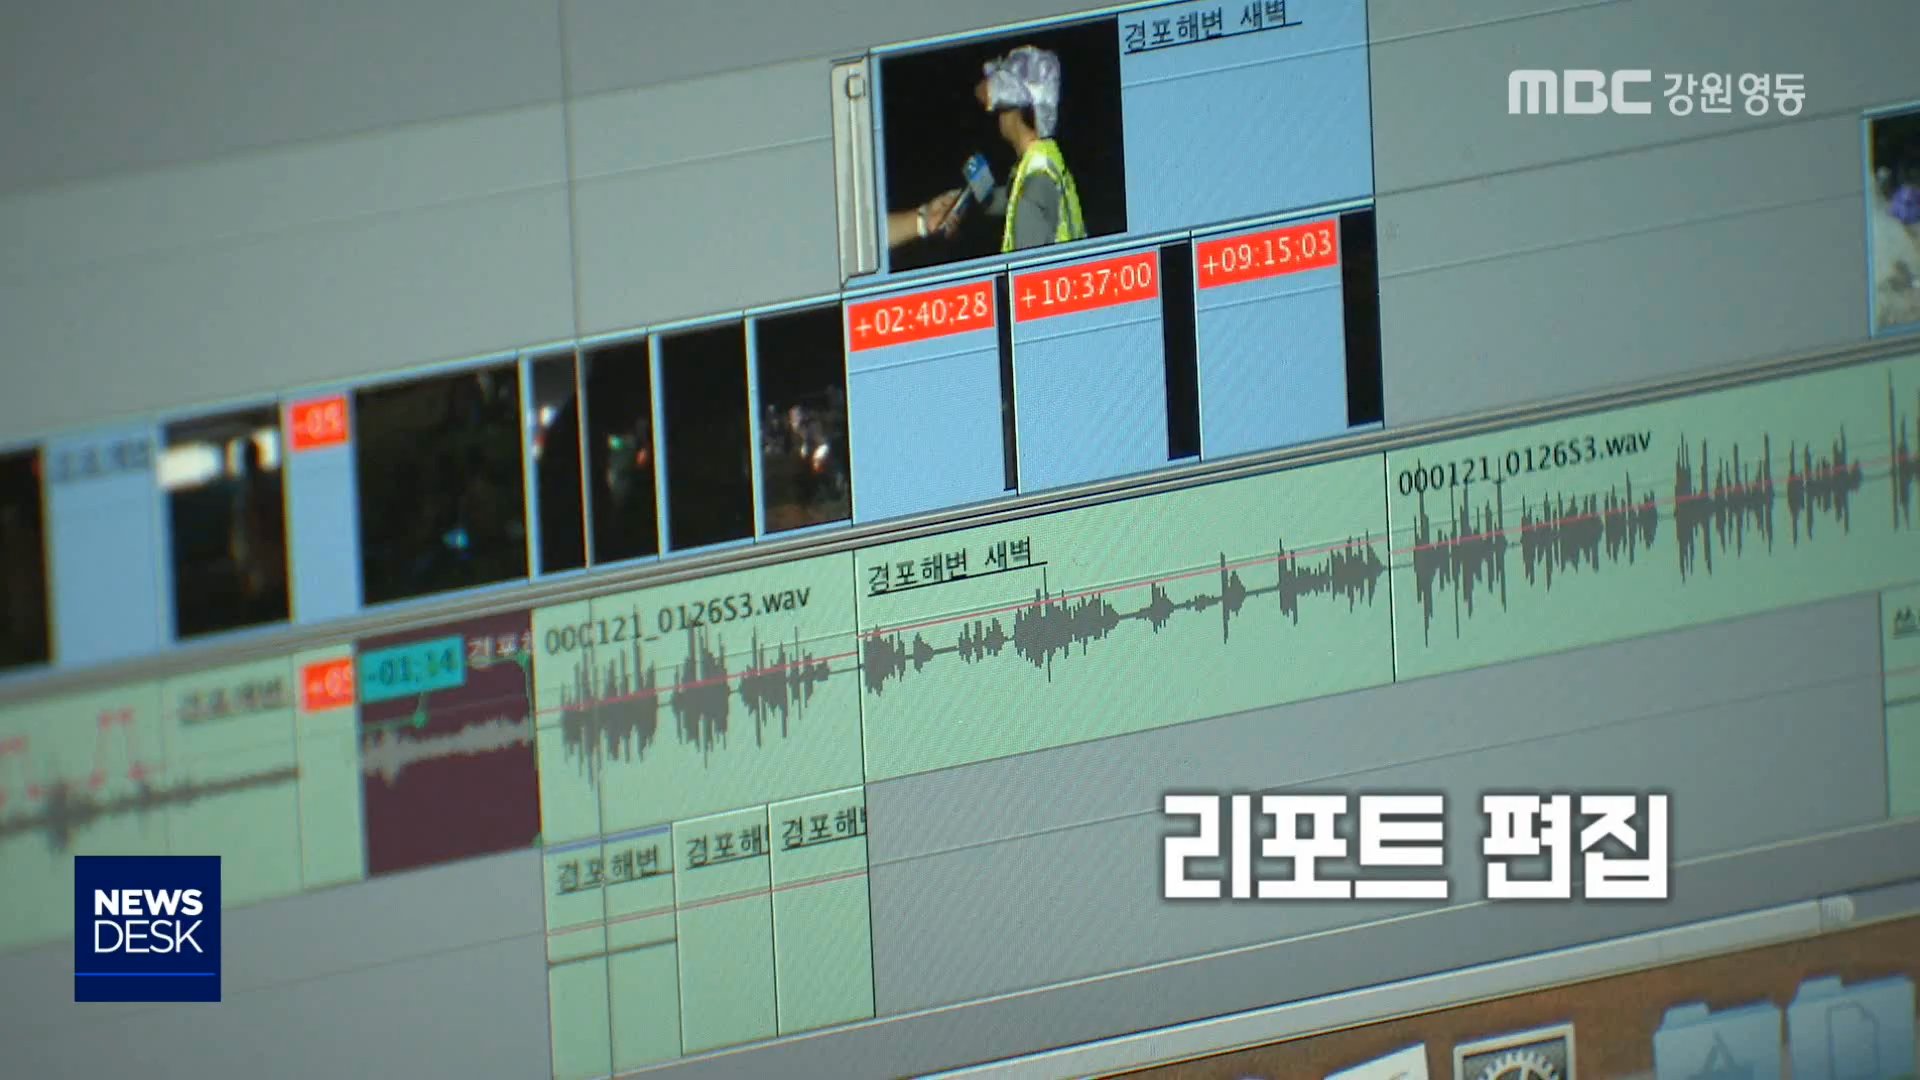 경포해변 새벽
MBC 강원영동
+09:15;03
+10:37;00
+02:40;28
000121_0126S3.wav
경포해변 새벽
000121_0126S3.wav
-01;14
경포해변
경포해
경포해
리포트 편집
NEWS
DESK